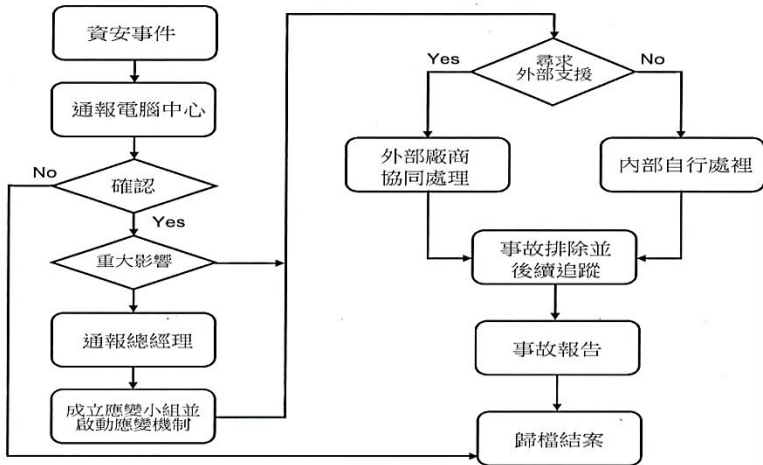 資安事件
通報電腦中心
No
確認
Yes
重大影響
通報總經理
成立應變小組並
啟動應變機制
Yes
尋求
外部支援
No
外部廠商
協同處理
內部自行處裡
事故排除並
後續追蹤
事故報告
歸檔結案